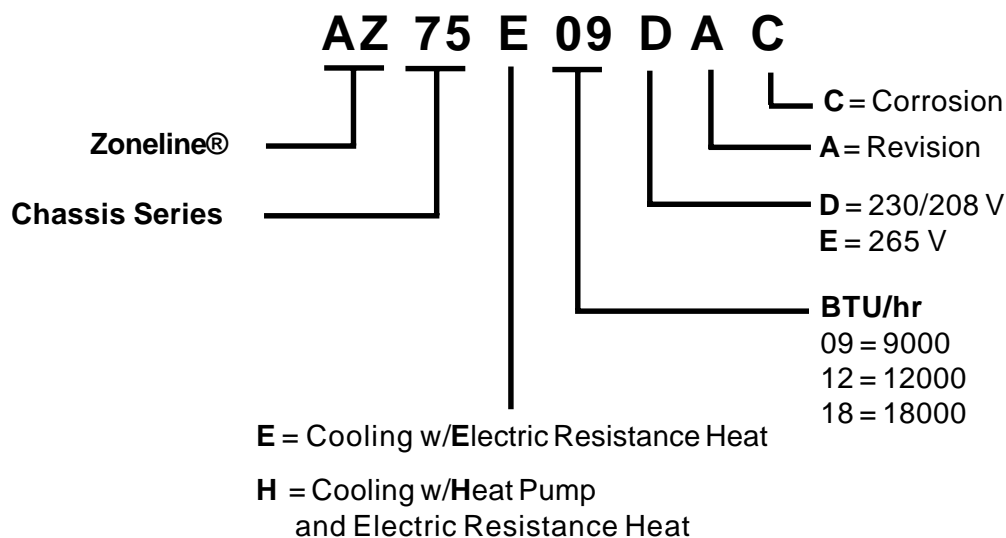 AZ 75 E 09 D A C
C = Corrosion
Zoneline®
A = Revision
Chassis Series
D = 230/208 V
E = 265 V
BTU/hr
09 = 9000
12 = 12000
18 = 18000
E = Cooling w/Electric Resistance Heat
H = Cooling w/Heat Pump
and Electric Resistance Heat